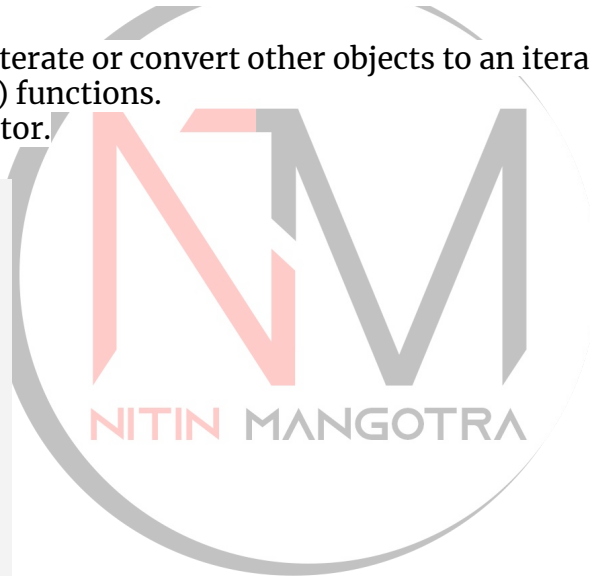 terate or convert other objects to an itera
) functions.
tor.
NITIN MANGOTRA